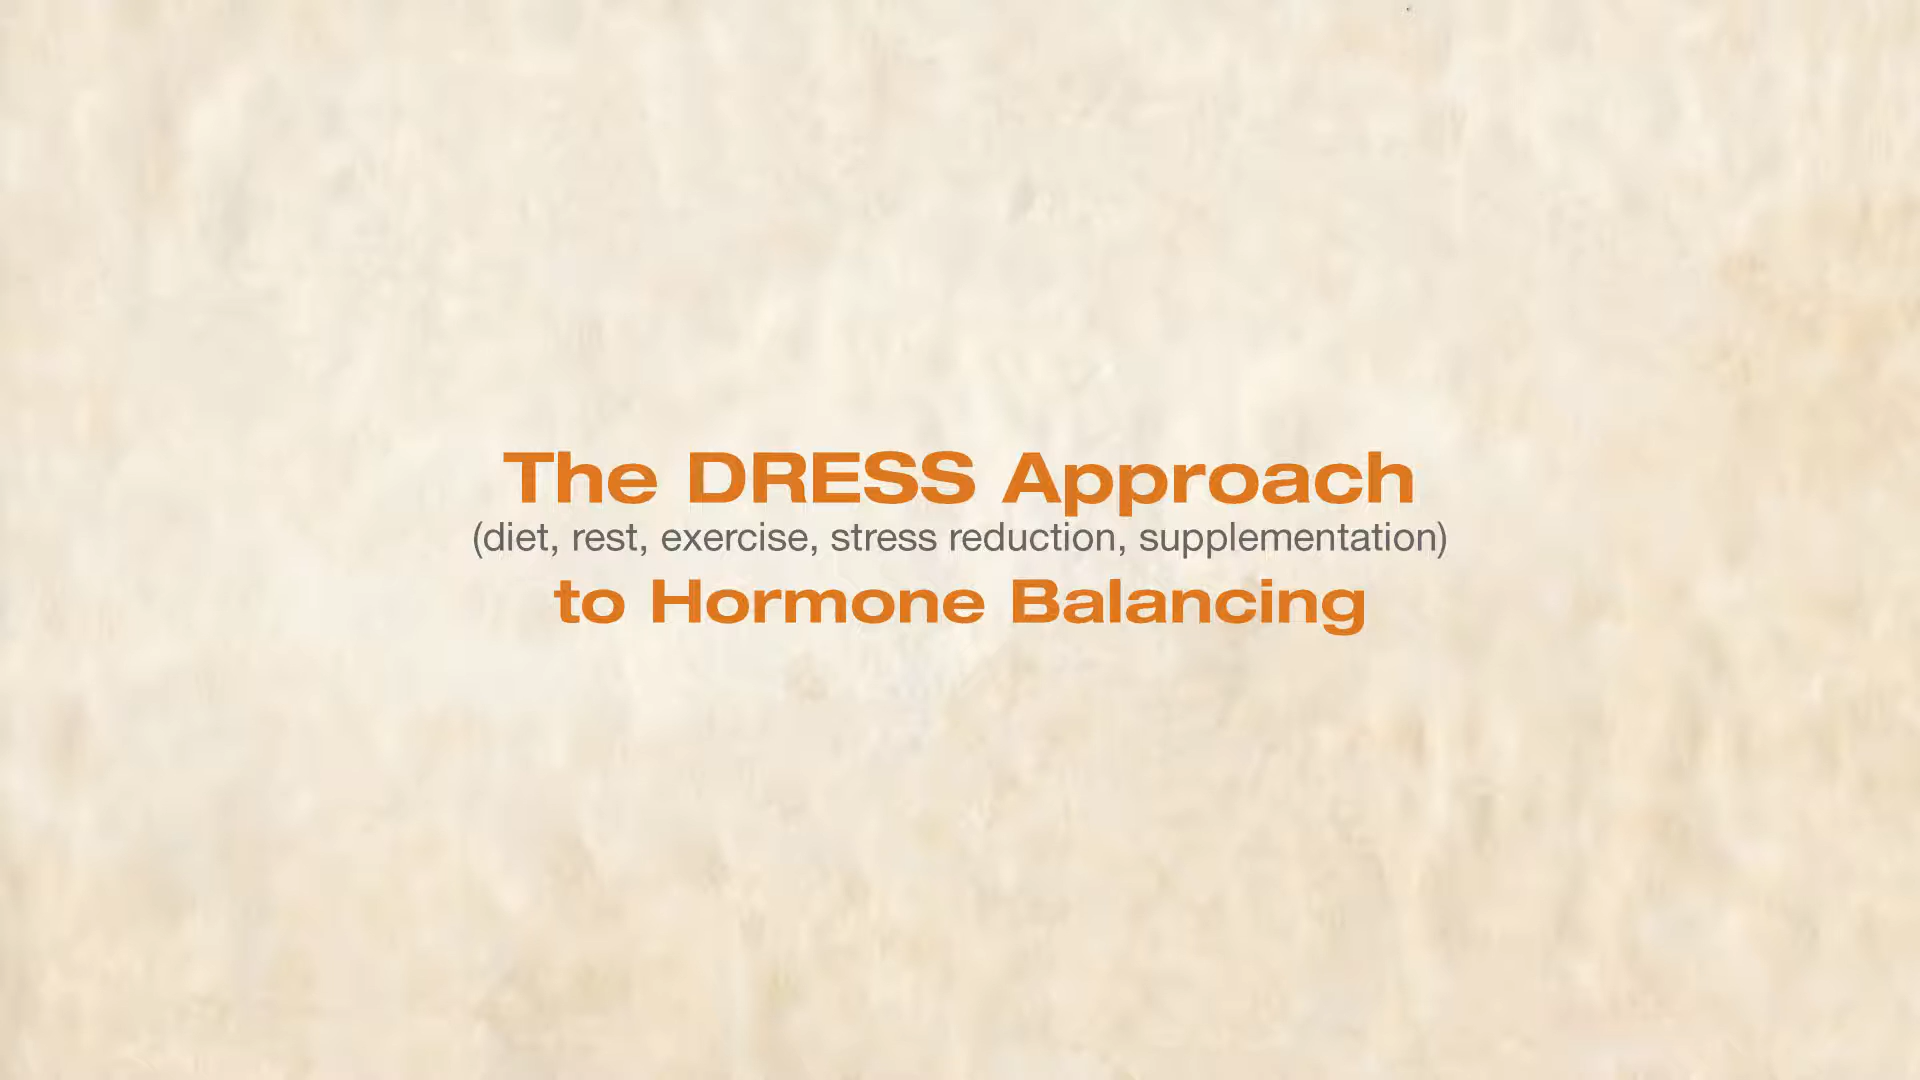 The DRESS Approach
(diet, rest, exercise, stress reduction, supplementation)
to Hormone Balancing